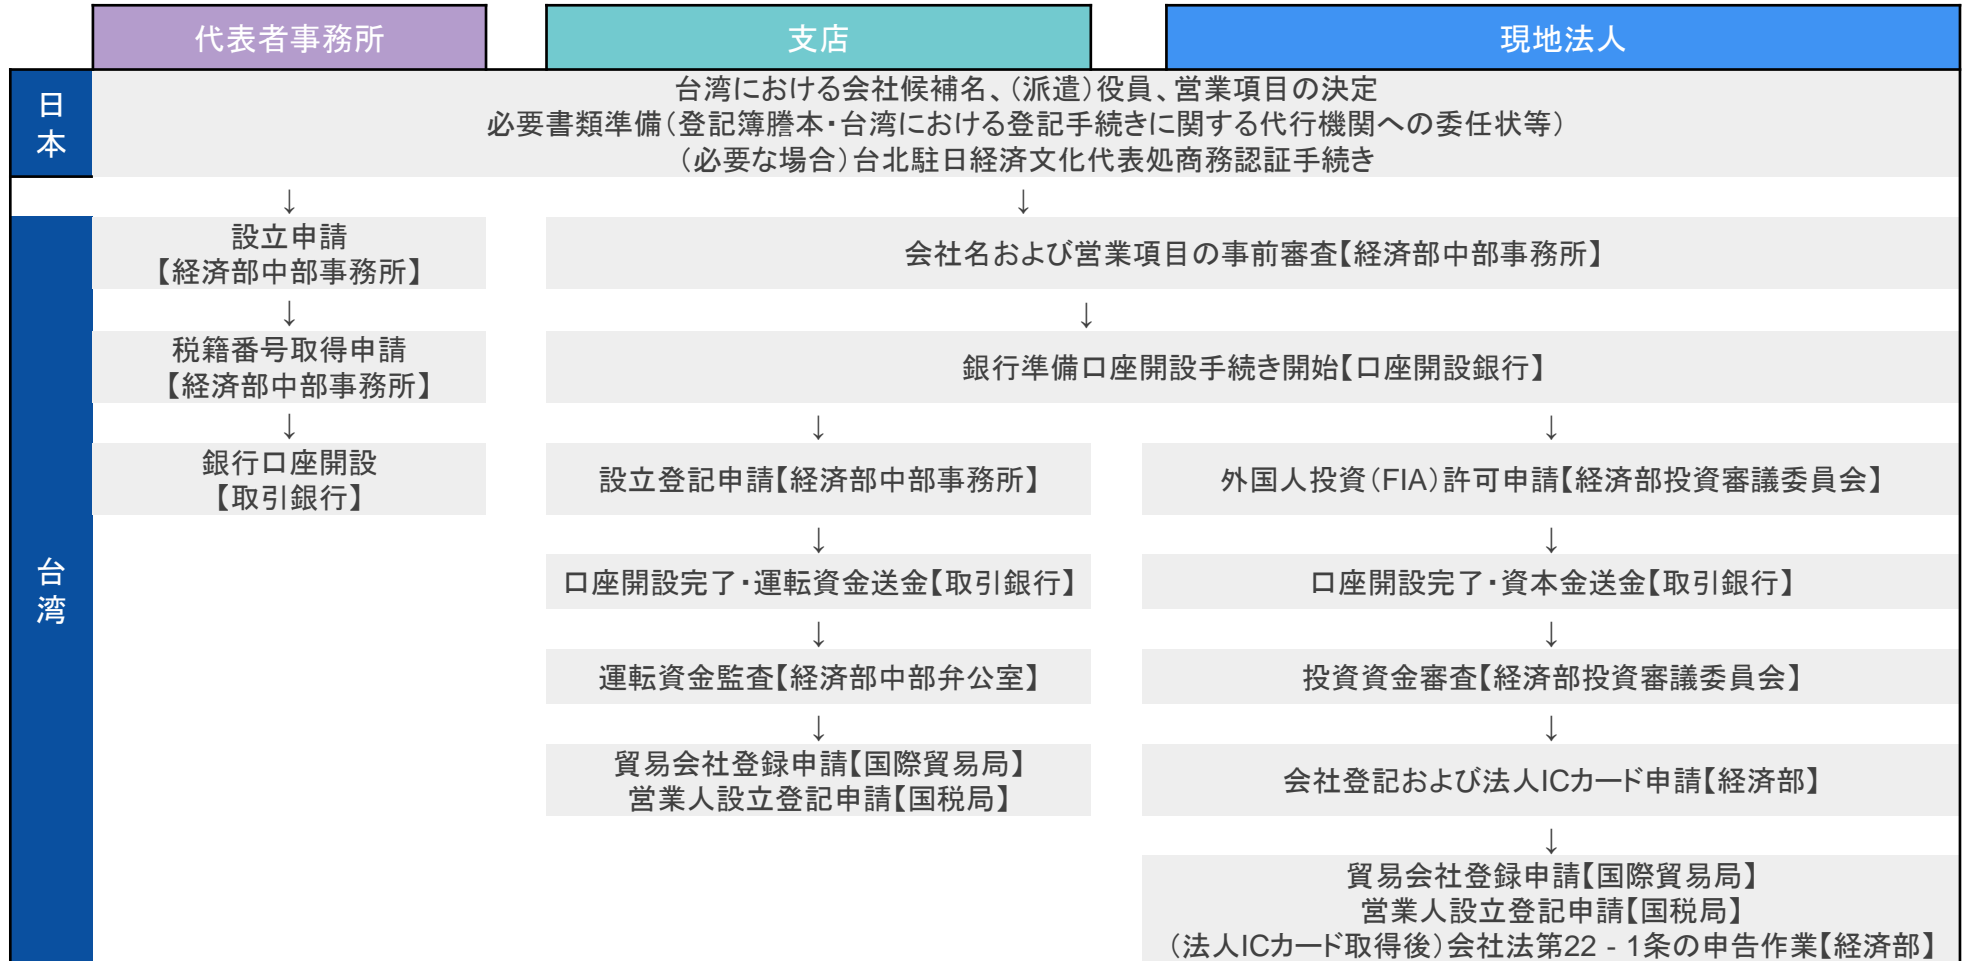 代表者事務所
支店
現地法人
日本
台湾における会社候補名、（派遣）役員、営業項目の決定
必要書類準備（登記簿謄本・台湾における登記手続きに関する代行機関への委任状等）
（必要な場合）台北駐日経済文化代表処商務認証手続き
↓
↓
台湾
設立申請
【経済部中部事務所】
会社名および営業項目の事前審査【経済部中部事務所】
↓
↓
税籍番号取得申請
【経済部中部事務所】
銀行準備口座開設手続き開始【口座開設銀行】
↓
↓
↓
銀行口座開設
【取引銀行】
設立登記申請【経済部中部事務所】
外国人投資（FIA）許可申請【経済部投資審議委員会】
↓
↓
口座開設完了・運転資金送金【取引銀行】
口座開設完了・資本金送金【取引銀行】
↓
↓
運転資金監査【経済部中部弁公室】
投資資金審査【経済部投資審議委員会】
↓
↓
貿易会社登録申請【国際貿易局】
営業人設立登記申請【国税局】
会社登記および法人ICカード申請【経済部】
↓
貿易会社登録申請【国際貿易局】
営業人設立登記申請【国税局】
（法人ICカード取得後）会社法第22 - 1条の申告作業【経済部】